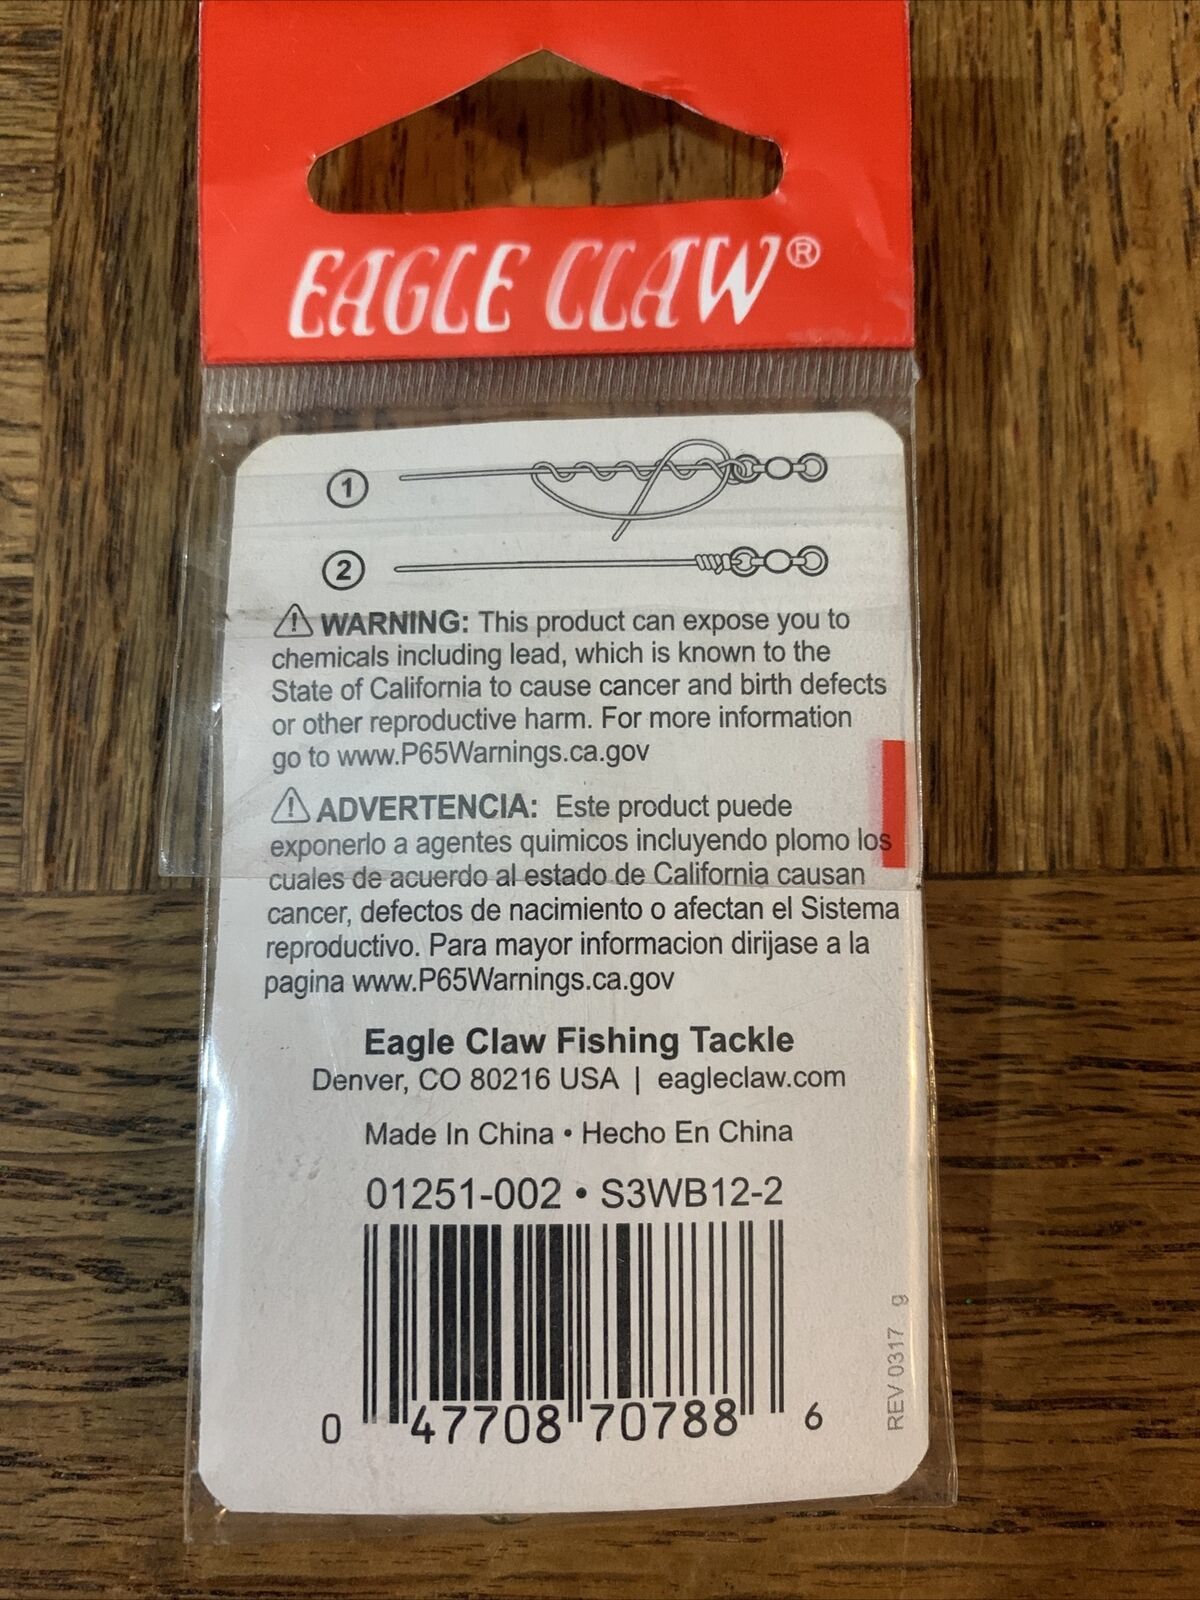 EAGLE CLAW®
1
2
⚠ WARNING: This product can expose you to
chemicals including lead, which is known to the
State of California to cause cancer and birth defects
or other reproductive harm. For more information
go to www.P65Warnings.ca.gov
⚠ ADVERTENCIA: Este product puede
exponerlo a agentes quimicos incluyendo plomo los
cuales de acuerdo al estado de California causan
cancer, defectos de nacimiento o afectan el Sistema
reproductivo. Para mayor informacion dirijase a la
pagina www.P65Warnings.ca.gov
Eagle Claw Fishing Tackle
Denver, CO 80216 USA | eagleclaw.com
Made In China • Hecho En China
01251-002 • S3WB12-2
0 47708 70788 6
REV 0317 g